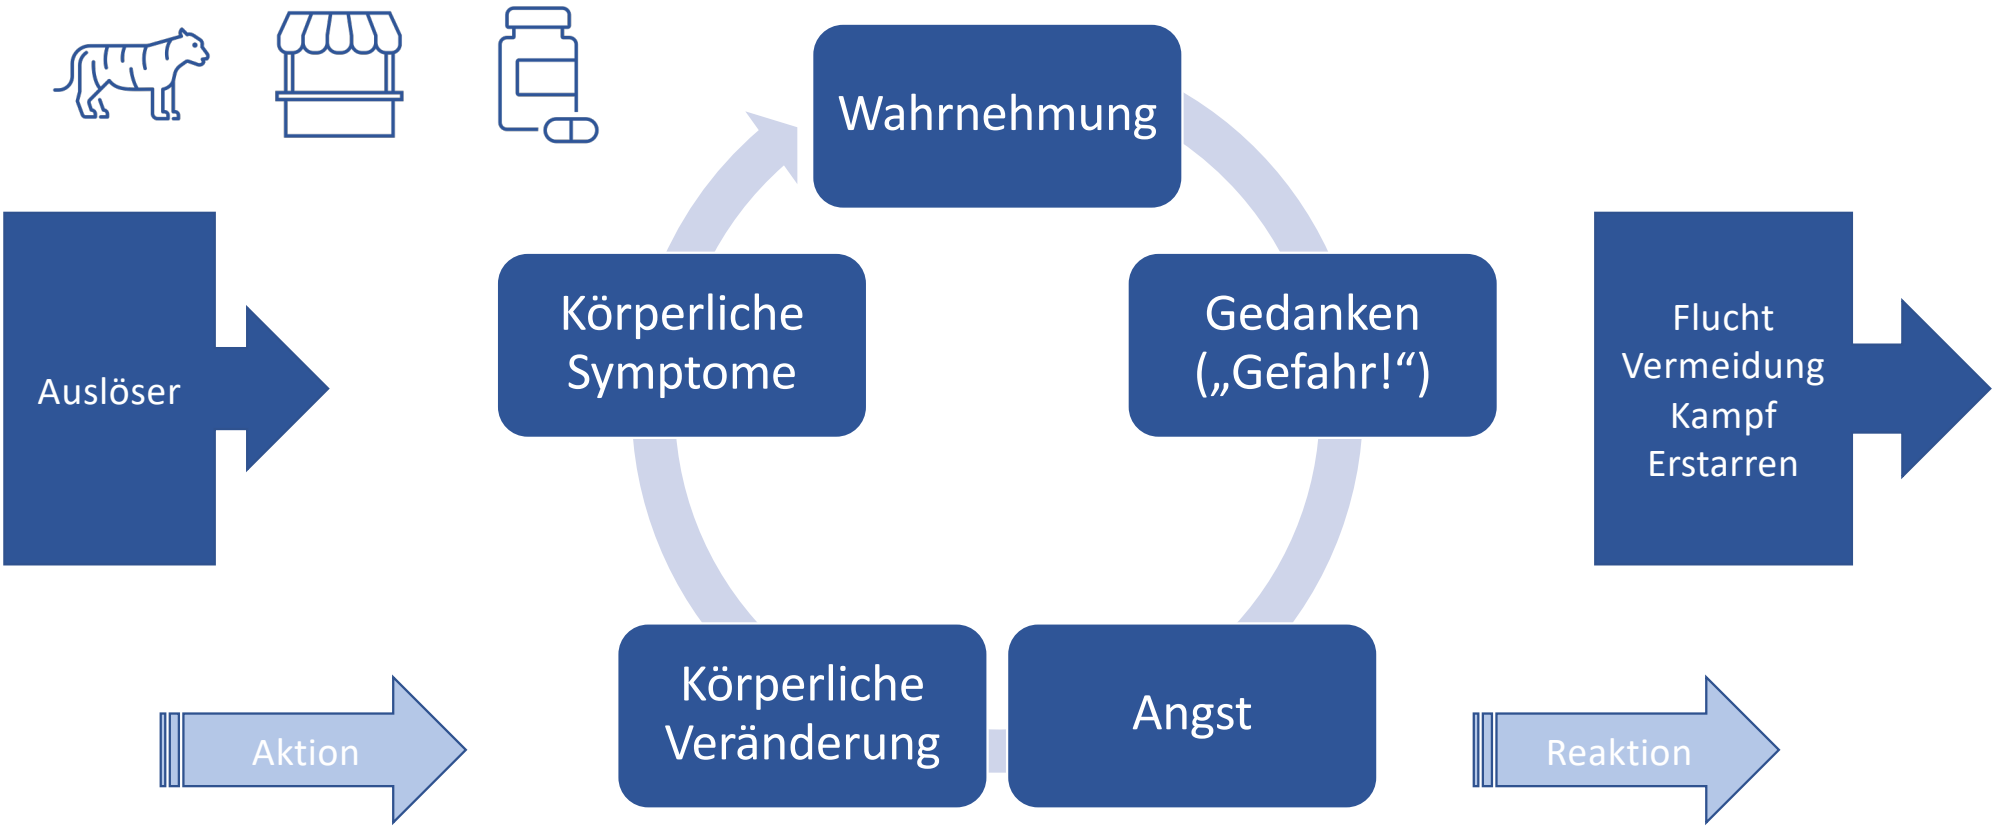 Auslöser
Wahrnehmung
Gedanken
(„Gefahr!“)
Angst
Körperliche
Veränderung
Körperliche
Symptome
Flucht
Vermeidung
Kampf
Erstarren
Aktion
Reaktion